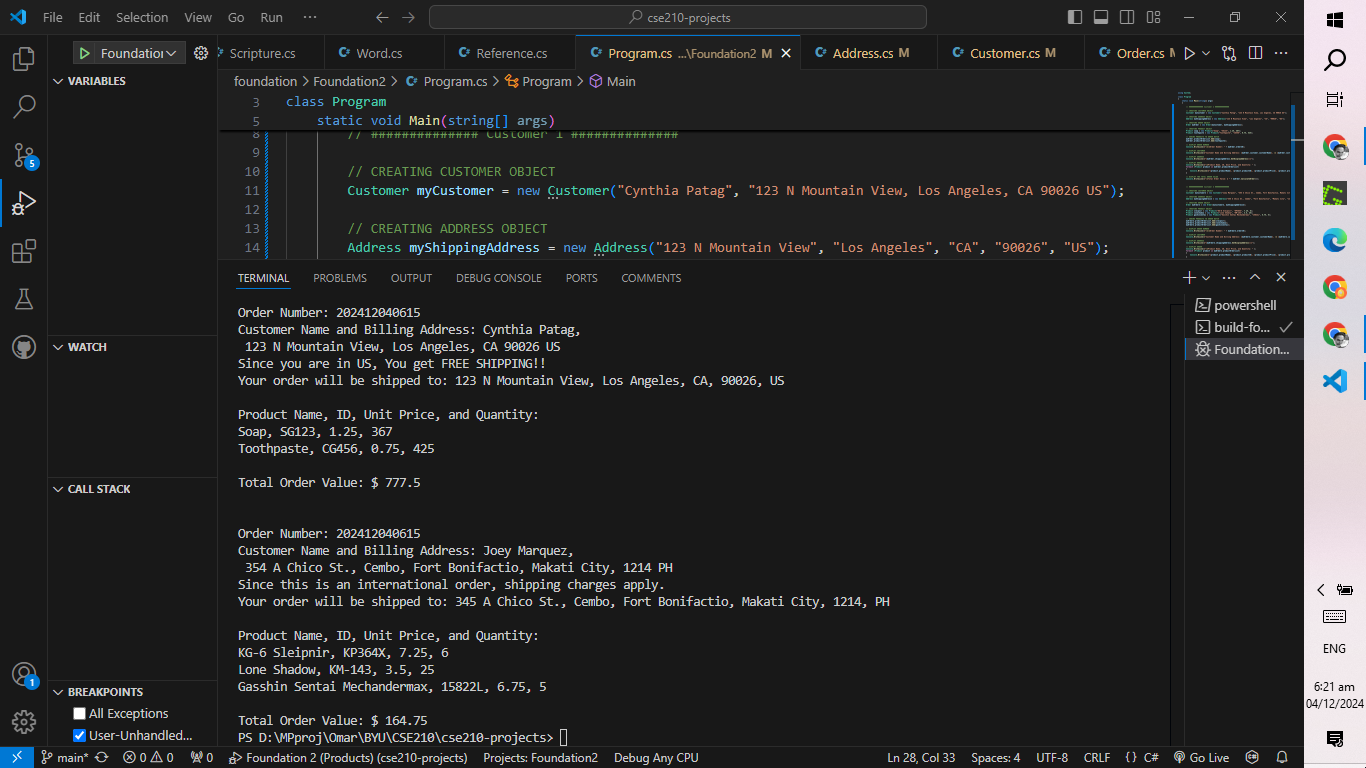 File Edit Selection View Go Run ··· cse210-projects
Foundation
Scripture.cs Word.cs Reference.cs Program.cs ...\Foundation2 M Address.cs M Customer.cs M Order.cs M
VARIABLES
foundation > Foundation2 > Program.cs > Program > Main
3 class Program
5 static void Main(string[] args)
8 // ############## Customer 1 ##############
9
10 // CREATING CUSTOMER OBJECT
11 Customer myCustomer = new Customer("Cynthia Patag", "123 N Mountain View, Los Angeles, CA 90026 US");
12
13 // CREATING ADDRESS OBJECT
14 Address myShippingAddress = new Address("123 N Mountain View", "Los Angeles", "CA", "90026", "US");
TERMINAL PROBLEMS OUTPUT DEBUG CONSOLE PORTS COMMENTS
powershell
build-fo...
Foundation...
Order Number: 202412040615
Customer Name and Billing Address: Cynthia Patag,
123 N Mountain View, Los Angeles, CA 90026 US
Since you are in US, You get FREE SHIPPING!!
Your order will be shipped to: 123 N Mountain View, Los Angeles, CA, 90026, US
Product Name, ID, Unit Price, and Quantity:
Soap, SG123, 1.25, 367
Toothpaste, CG456, 0.75, 425
Total Order Value: $ 777.5
Order Number: 202412040615
Customer Name and Billing Address: Joey Marquez,
354 A Chico St., Cembo, Fort Bonifactio, Makati City, 1214 PH
Since this is an international order, shipping charges apply.
Your order will be shipped to: 345 A Chico St., Cembo, Fort Bonifactio, Makati City, 1214, PH
Product Name, ID, Unit Price, and Quantity:
KG-6 Sleipnir, KP364X, 7.25, 6
Lone Shadow, KM-143, 3.5, 25
Gasshin Sentai Mechandermax, 15822L, 6.75, 5
Total Order Value: $ 164.75
PS D:\MPproj\Omar\BYU\CSE210\cse210-projects>
WATCH
CALL STACK
BREAKPOINTS
All Exceptions
User-Unhandled...
5
1
main* 0 0 0 Foundation 2 (Products) (cse210-projects) Projects: Foundation2 Debug Any CPU Ln 28, Col 33 Spaces: 4 UTF-8 CRLF {} C# Go Live
ENG
6:21 am
04/12/2024